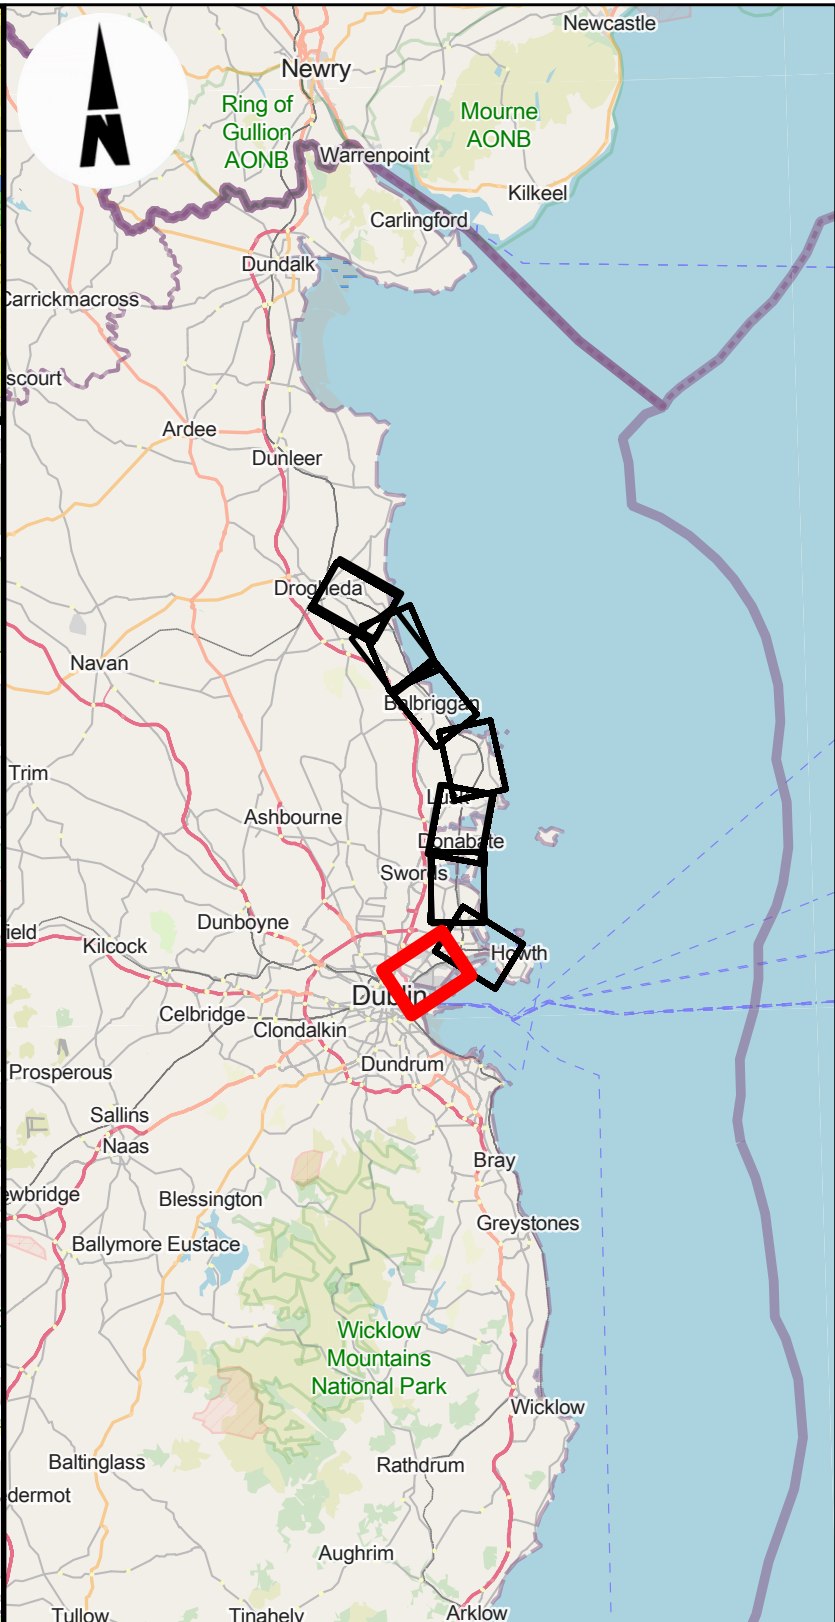 Newcastle
Newry
Ring of
Gullion
AONB
Mourne
AONB
N
Warrenpoint
Kilkeel
Carlingford
Dundalk
Carrickmacross
scourt
Ardee
Dunleer
Drogheda
Navan
Balbriggan
Trim
Lusk
Ashbourne
Donabate
Swords
Dunboyne
ield
Kilcock
Howth
Dublin
Celbridge
Clondalkin
Dundrum
Prosperous
Sallins
Naas
Bray
ewbridge
Blessington
Greystones
Ballymore Eustace
Wicklow
Mountains
National Park
Wicklow
Baltinglass
Rathdrum
dermot
Aughrim
Tullow
Tinahely
Arklow